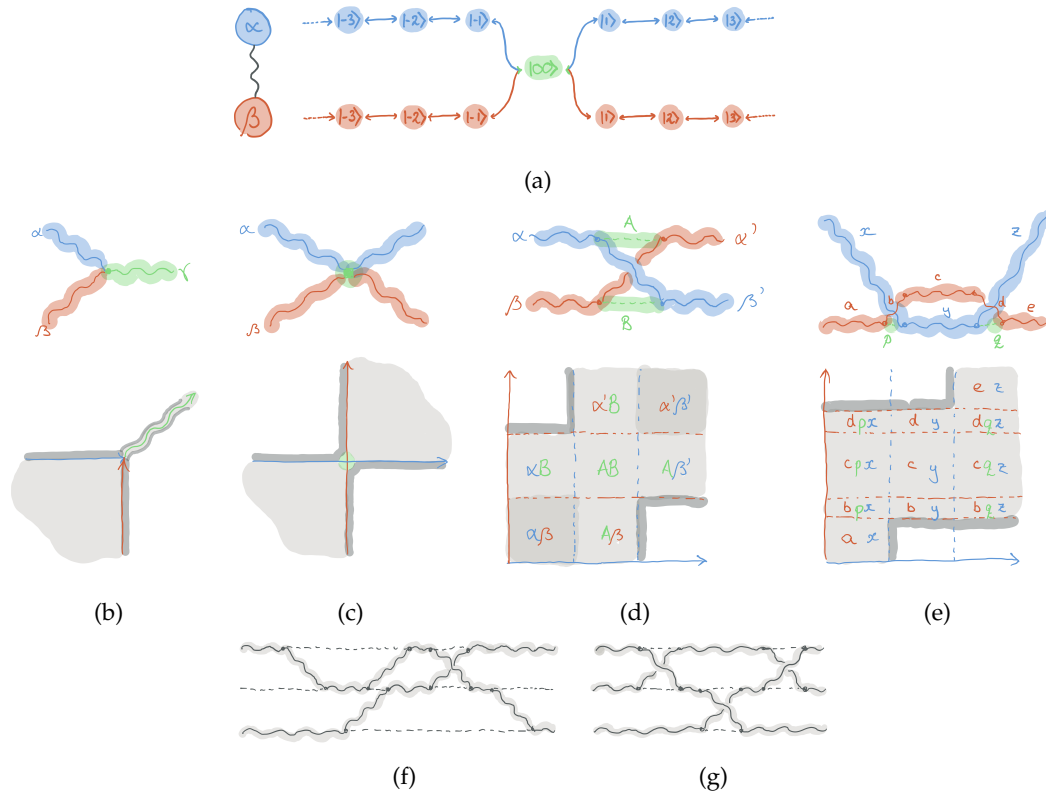 α |-3⟩ |-2⟩ |-1⟩ |1⟩ |2⟩ |3⟩
|00⟩
β |-3⟩ |-2⟩ |-1⟩ |1⟩ |2⟩ |3⟩
(a)
α γ β
α β
α A α' β B β'
x z a b c d e y p q
α'B α'β'
αB AB Aβ'
αβ Aβ
e z
dpx d y dqz
cpx c y cqz
bpx b y bqz
a x
(b) (c) (d) (e)
(f) (g)